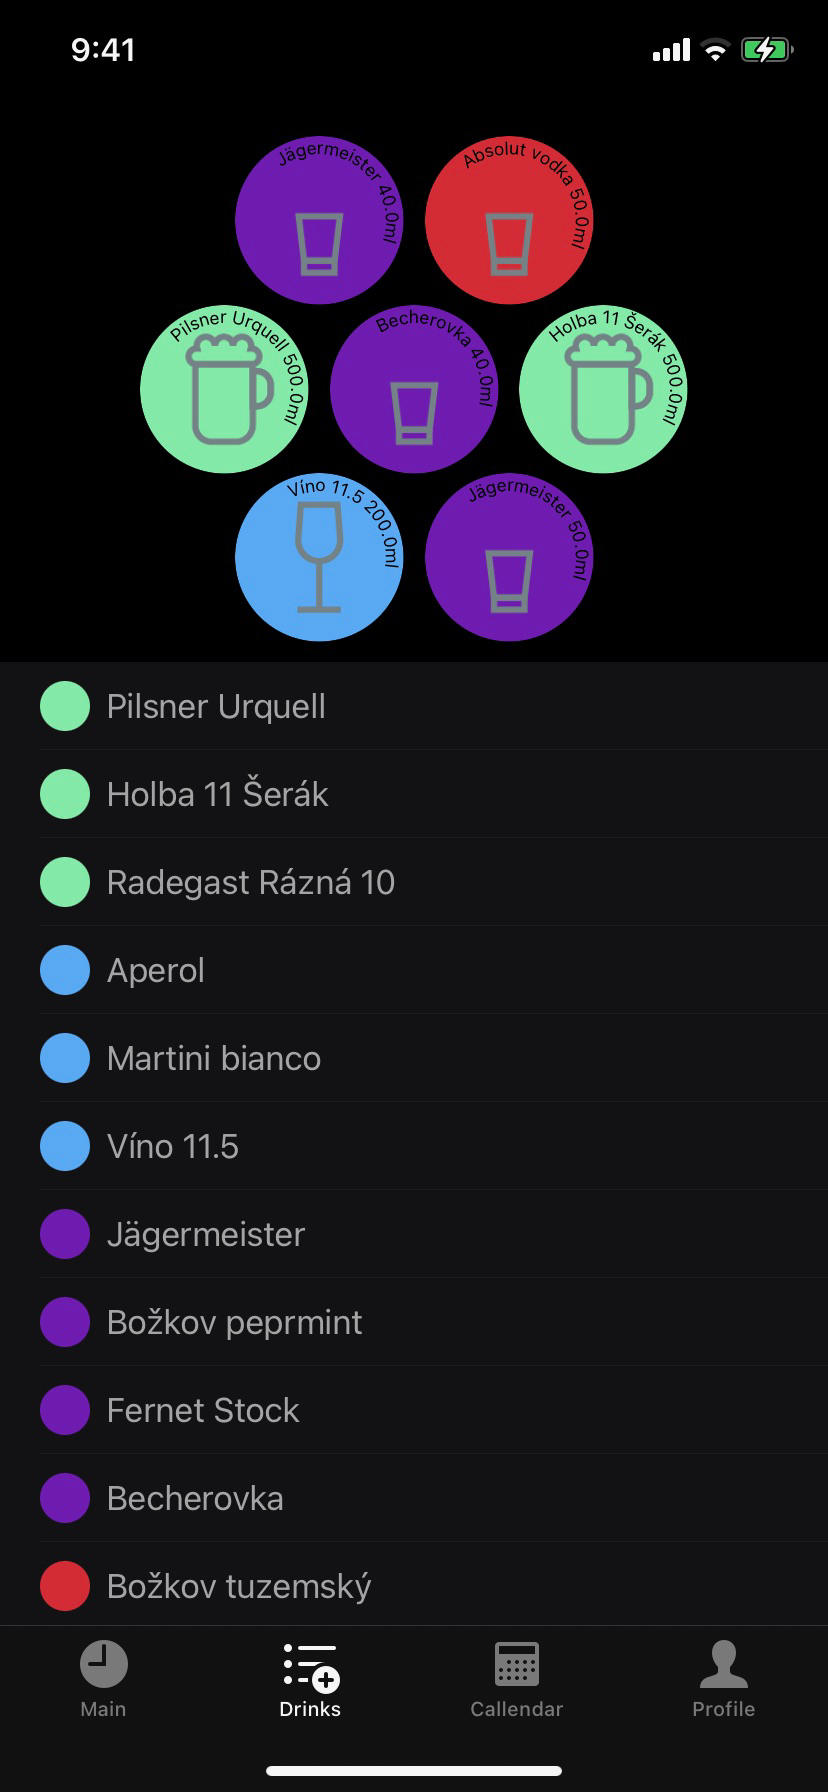 9:41
Jägermeister 40.0ml
Absolut vodka 50.0ml
Pilsner Urquell 500.0ml
Becherovka 40.0ml
Holba 11 Šerák 500.0ml
Víno 11.5 200.0ml
Jägermeister 50.0ml
Pilsner Urquell
Holba 11 Šerák
Radegast Rázná 10
Aperol
Martini bianco
Víno 11.5
Jägermeister
Božkov peprmint
Fernet Stock
Becherovka
Božkov tuzemský
Main
Drinks
Callendar
Profile